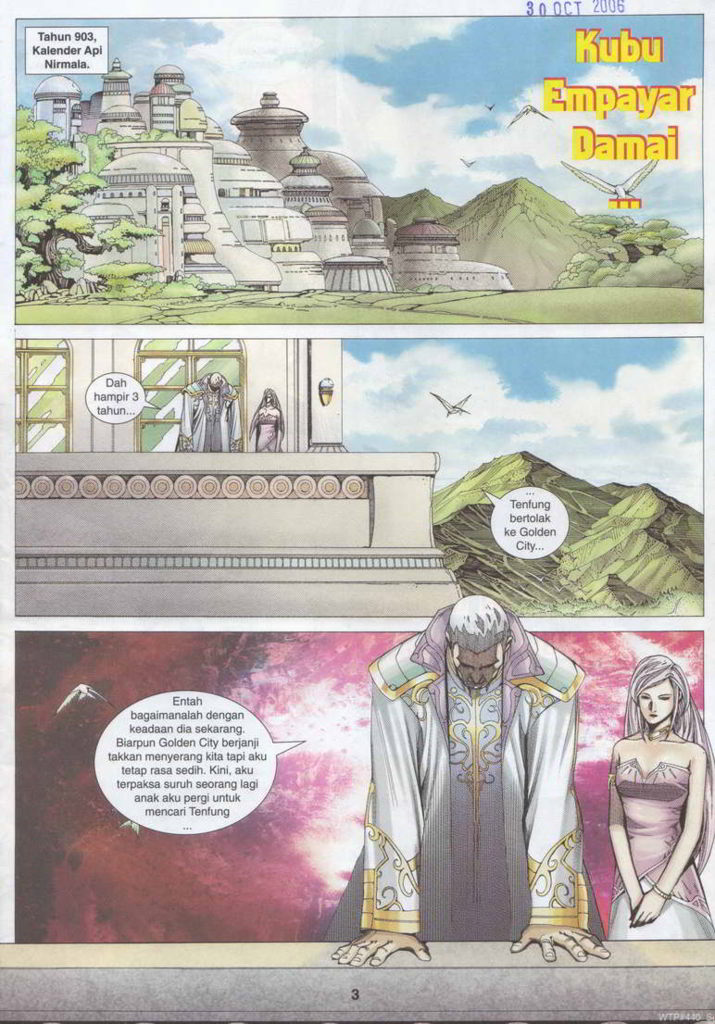 30 OCT 2006
Tahun 903,
Kalender Api
Nirmala.
Kubu
Empayar
Damai
...
Dah
hampir 3
tahun...
...
Tenfung
bertolak
ke Golden
City...
Entah
bagaimanalah dengan
keadaan dia sekarang.
Biarpun Golden City berjanji
takkan menyerang kita tapi aku
tetap rasa sedih. Kini, aku
terpaksa suruh seorang lagi
anak aku pergi untuk
mencari Tenfung
...
3
WTP#440_S